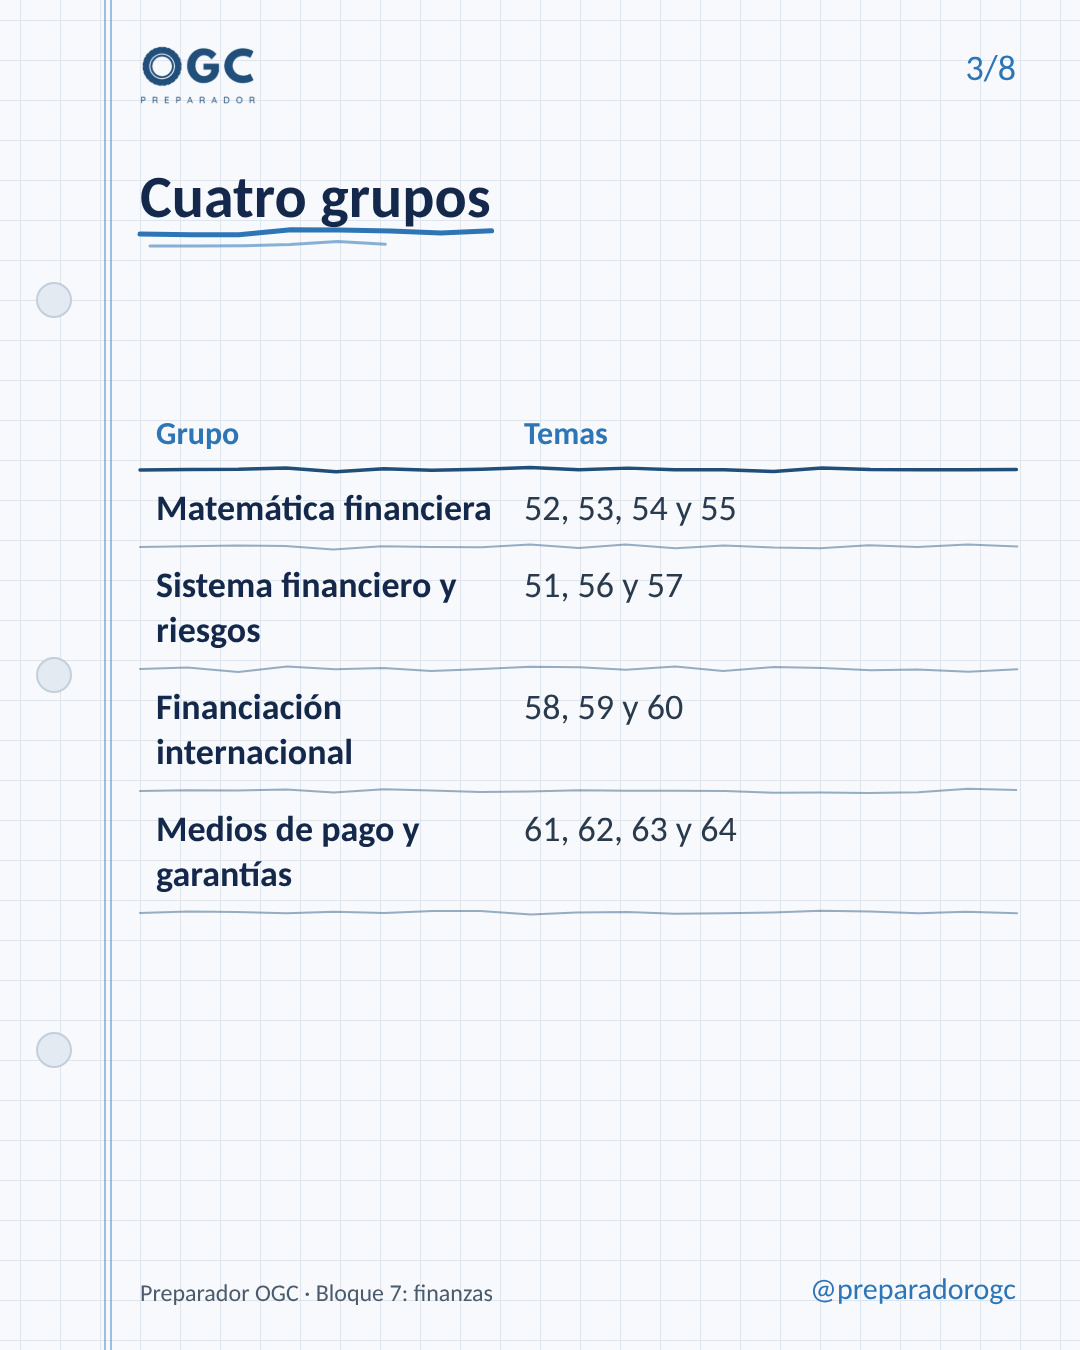 OGC
PREPARADOR
3/8
Cuatro grupos
Grupo Temas
Matemática financiera 52, 53, 54 y 55
Sistema financiero y 51, 56 y 57
riesgos
Financiación 58, 59 y 60
internacional
Medios de pago y 61, 62, 63 y 64
garantías
Preparador OGC · Bloque 7: finanzas
@preparadorogc